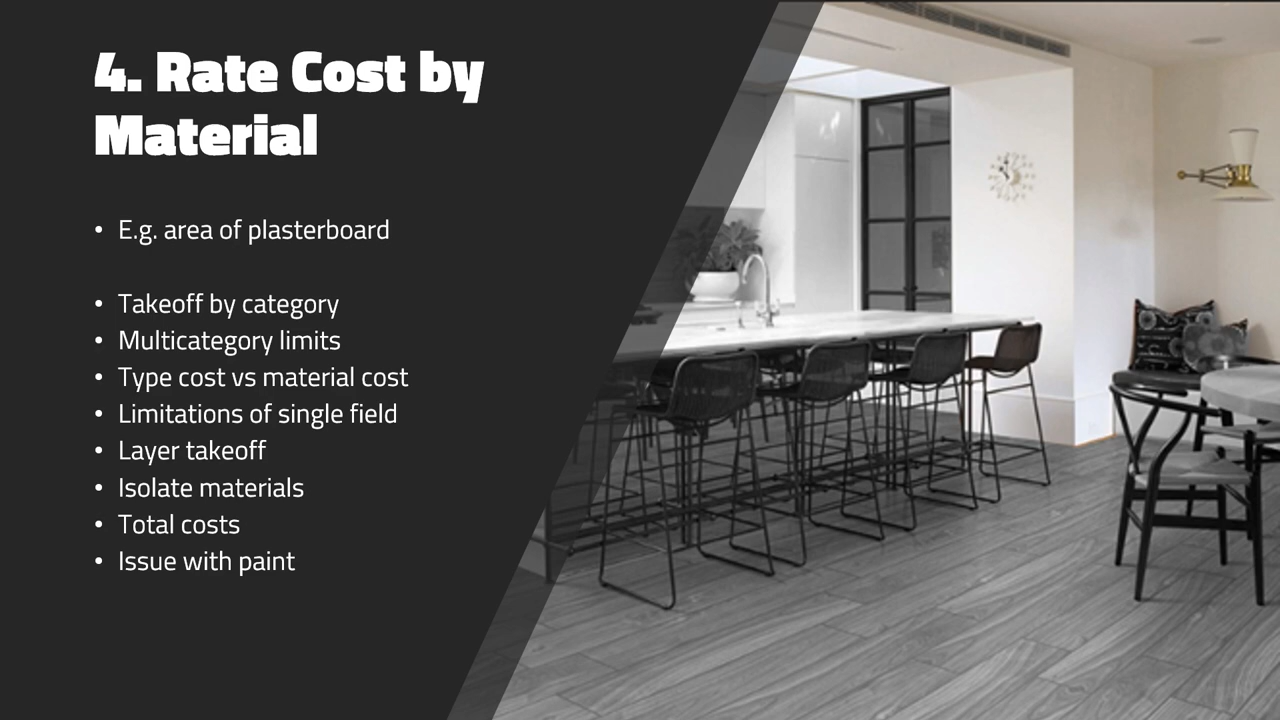 4. Rate Cost by
Material
• E.g. area of plasterboard
• Takeoff by category
• Multicategory limits
• Type cost vs material cost
• Limitations of single field
• Layer takeoff
• Isolate materials
• Total costs
• Issue with paint